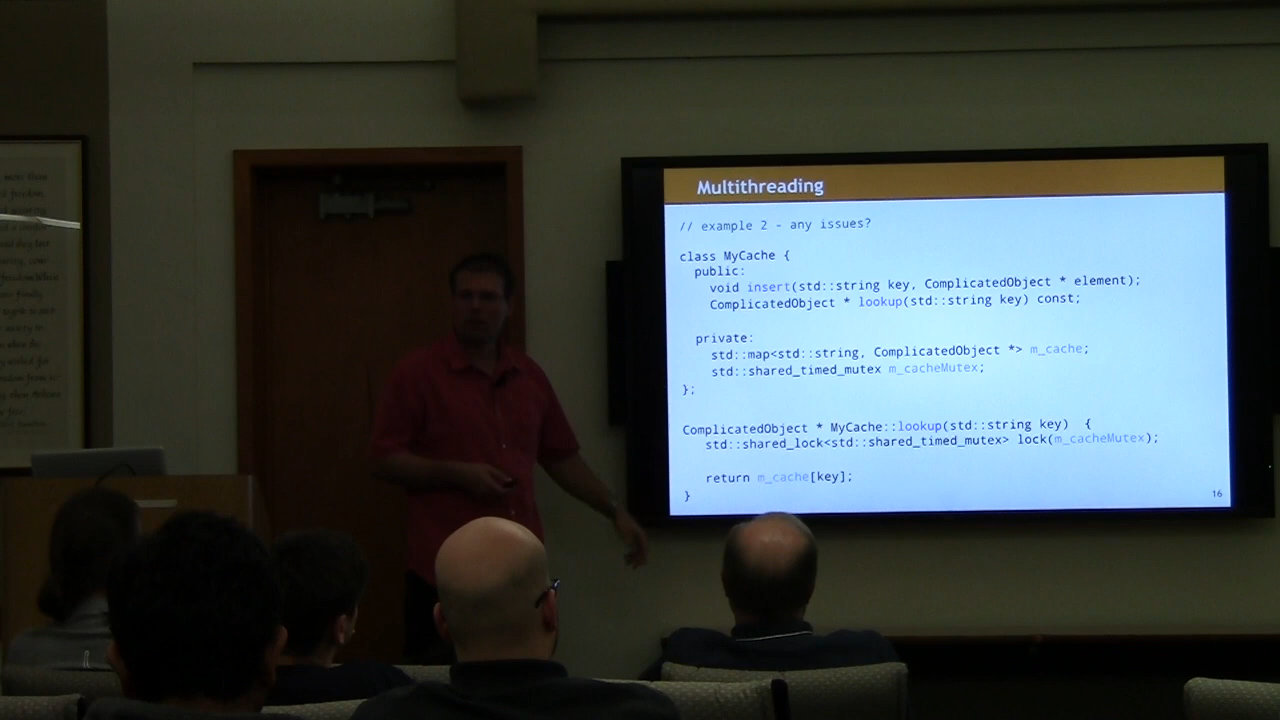 Multithreading
// example 2 - any issues?
class MyCache {
public:
void insert(std::string key, ComplicatedObject * element);
ComplicatedObject * lookup(std::string key) const;
private:
std::map<std::string, ComplicatedObject *> m_cache;
std::shared_timed_mutex m_cacheMutex;
};
ComplicatedObject * MyCache::lookup(std::string key) {
std::shared_lock<std::shared_timed_mutex> lock(m_cacheMutex);
return m_cache[key];
}
16